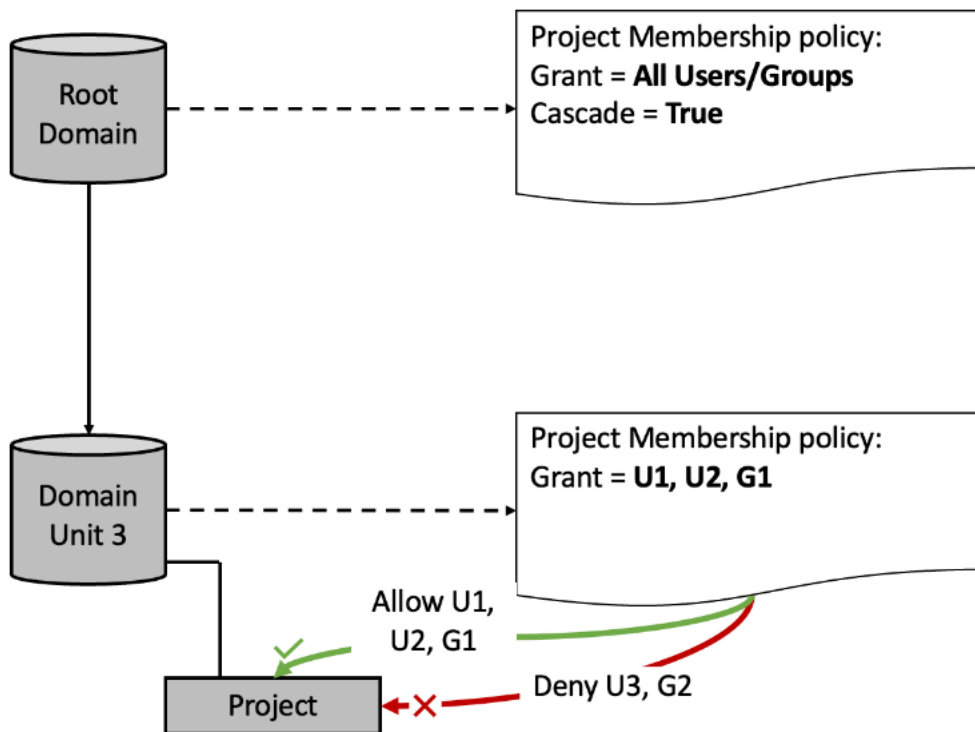 Root
Domain
Project Membership policy:
Grant = All Users/Groups
Cascade = True
Domain
Unit 3
Project Membership policy:
Grant = U1, U2, G1
Allow U1,
U2, G1
Deny U3, G2
Project